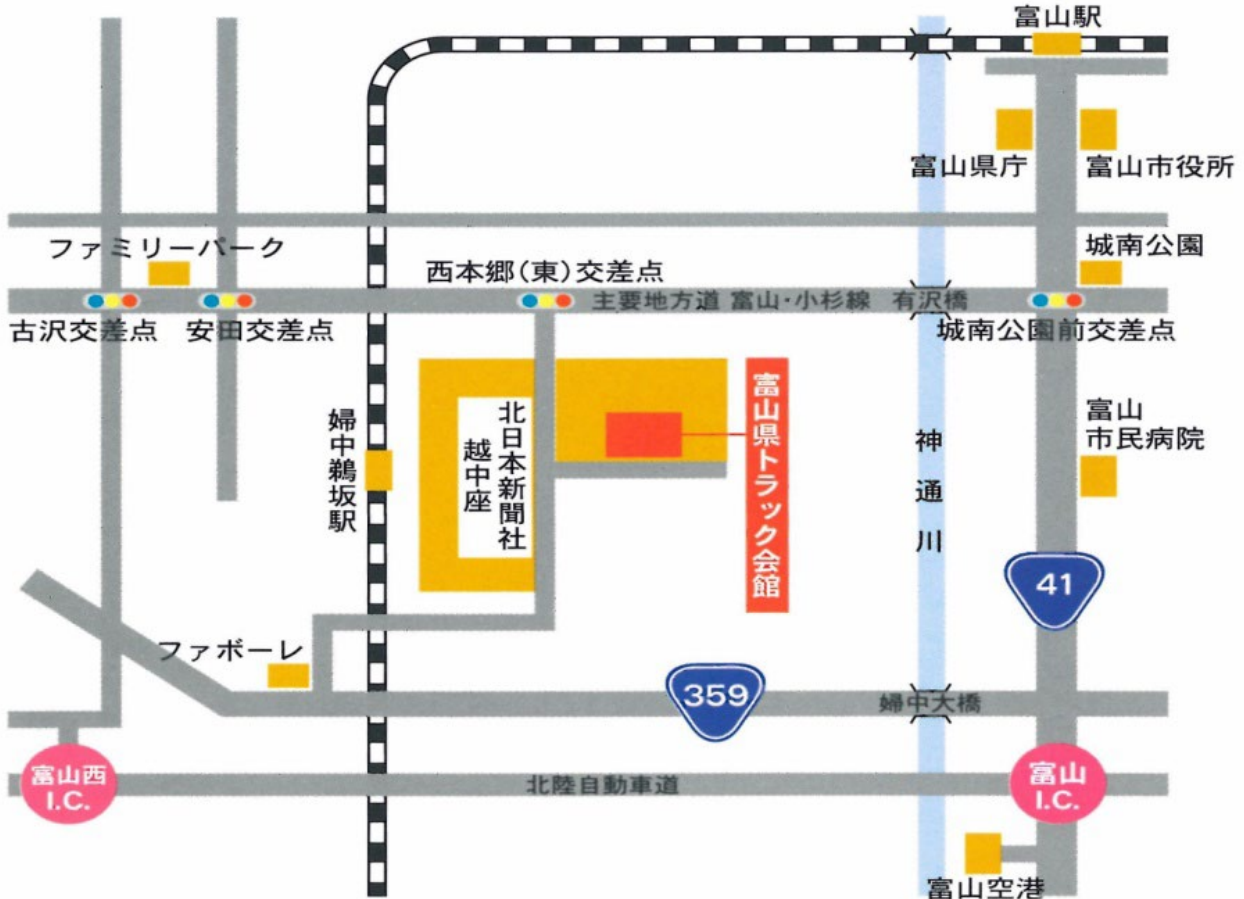 富山駅
富山県庁
富山市役所
ファミリーパーク
城南公園
西本郷(東)交差点
主要地方道 富山・小杉線 有沢橋
古沢交差点
安田交差点
城南公園前交差点
婦中鵜坂駅
北日本新聞社
越中座
富山県トラック会館
神通川
富山
市民病院
41
ファボーレ
359
婦中大橋
富山西
I.C.
北陸自動車道
富山
I.C.
富山空港